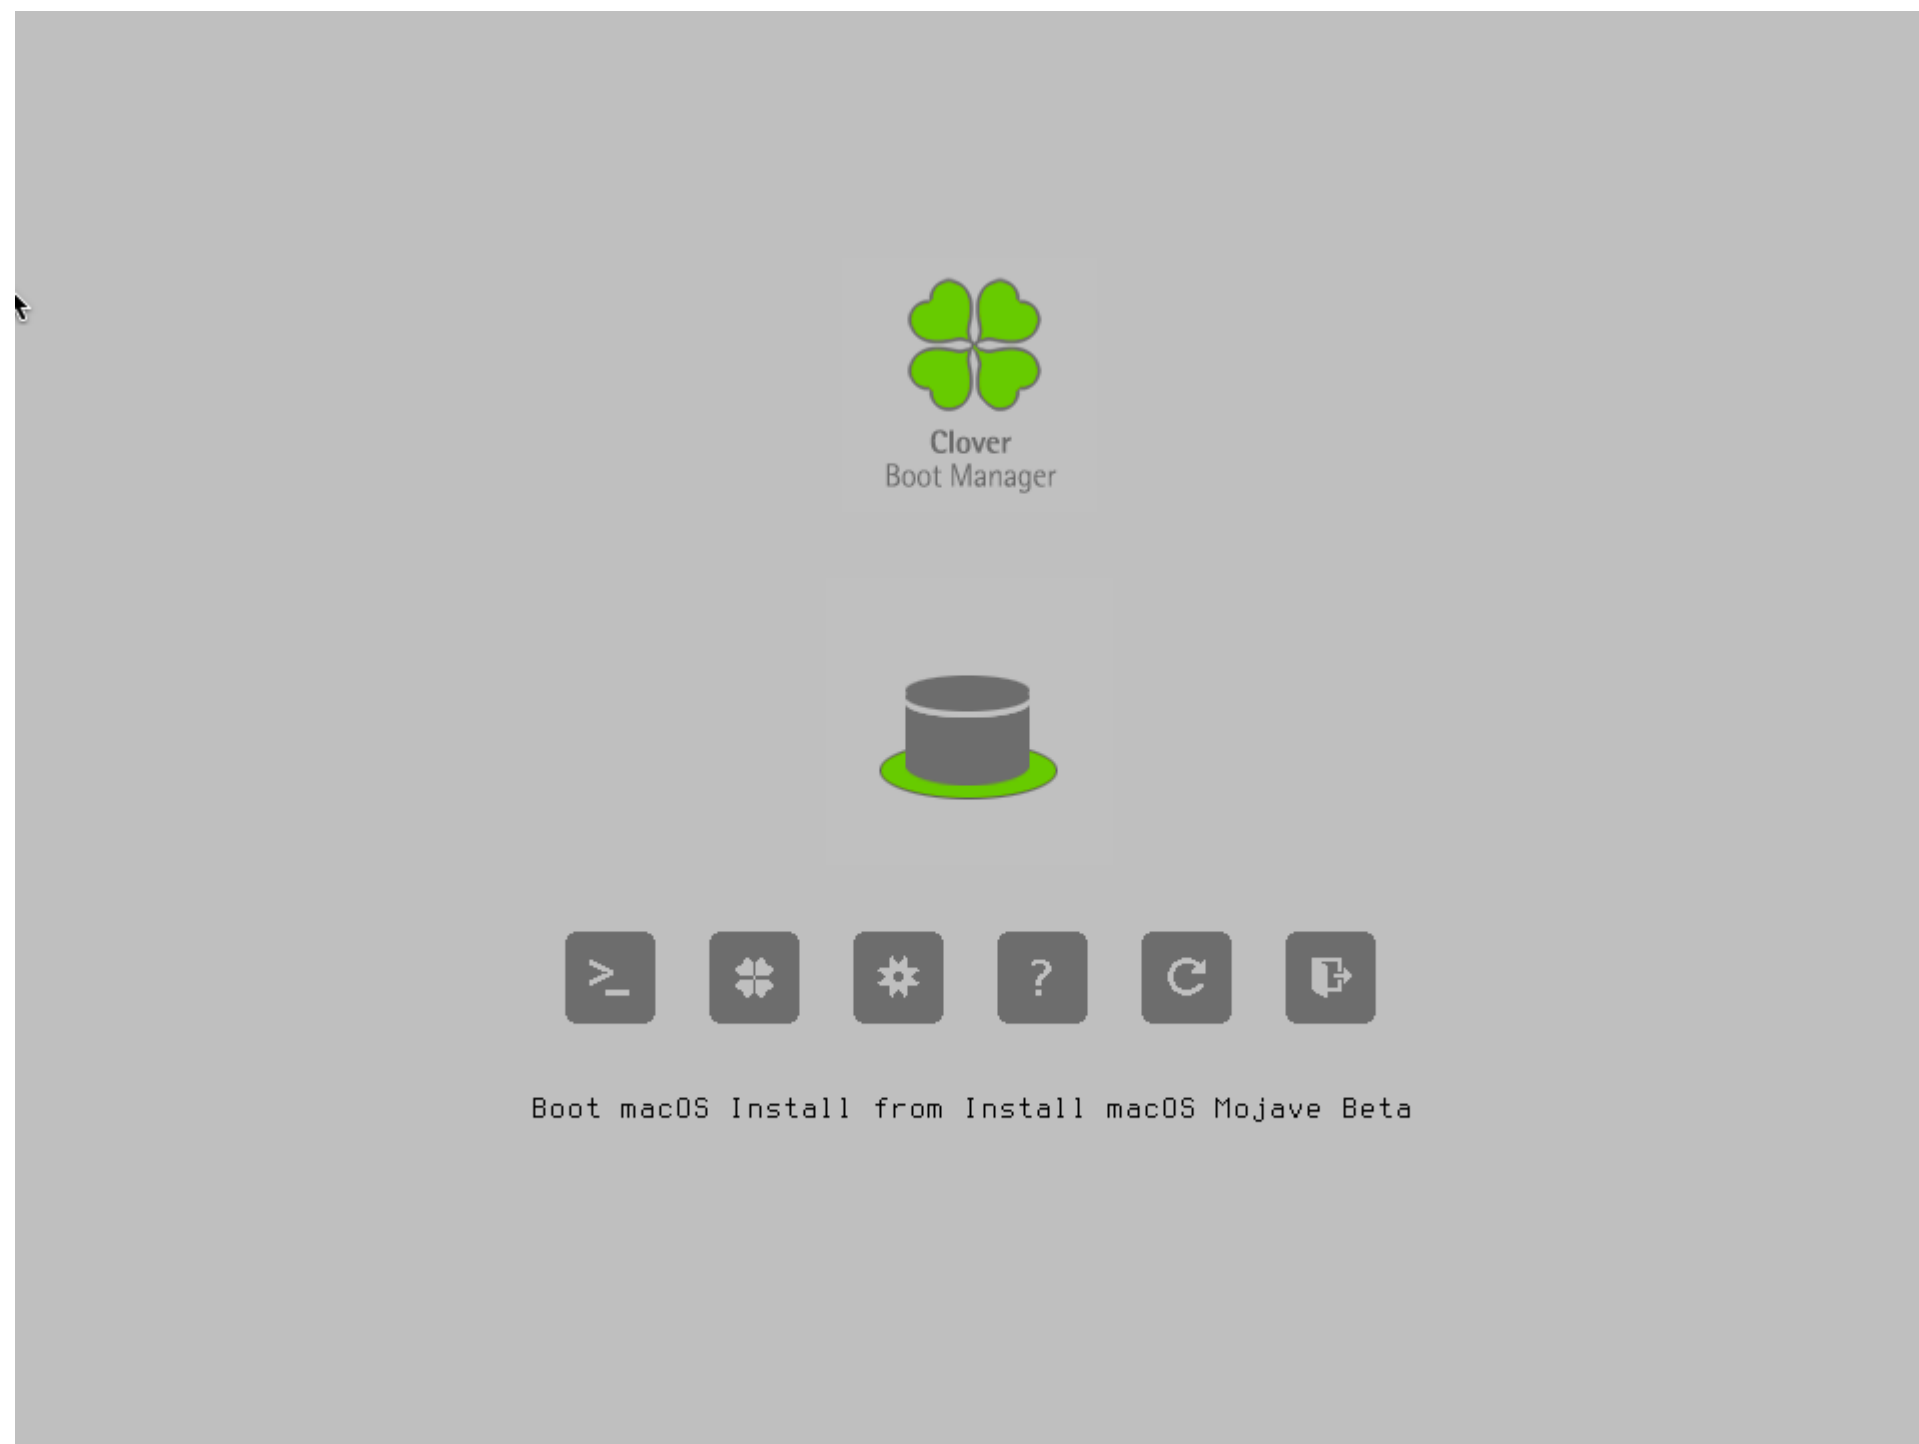 Clover
Boot Manager
>_
?
Boot macOS Install from Install macOS Mojave Beta